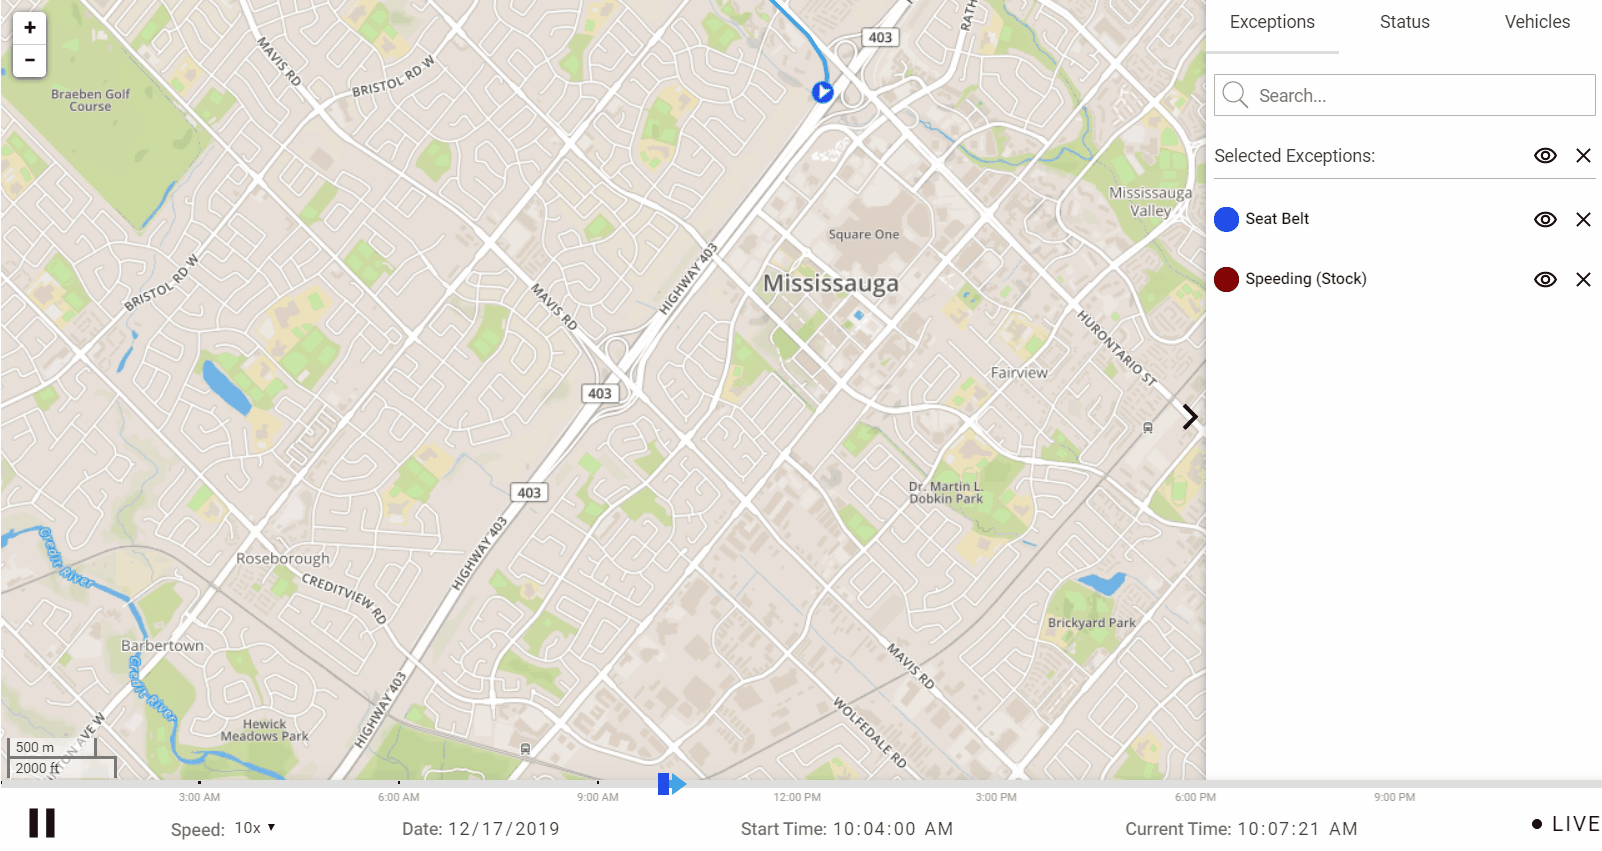 +
-
Braeben Golf
Course
MAVIS RD
BRISTOL RD W
403
RATH
Exceptions
Status
Vehicles
Search...
Selected Exceptions:
Seat Belt
Speeding (Stock)
Mississauga
Valley
Square One
Mississauga
BRISTOL RD W
MAVIS RD
HIGHWAY 403
HURONTARIO ST
Fairview
403
403
Dr. Martin L.
Dobkin Park
HIGHWAY 403
Credit River
Roseborough
CREDITVIEW RD
Barbertown
Brickyard Park
Credit River
MAVIS RD
HIGHWAY 403
WOLFEDALE RD
Hewick
Meadows Park
TON AVE W
500 m
2000 ft
3:00 AM
6:00 AM
9:00 AM
12:00 PM
3:00 PM
6:00 PM
9:00 PM
Speed: 10x
Date: 12/17/2019
Start Time: 10:04:00 AM
Current Time: 10:07:21 AM
LIVE